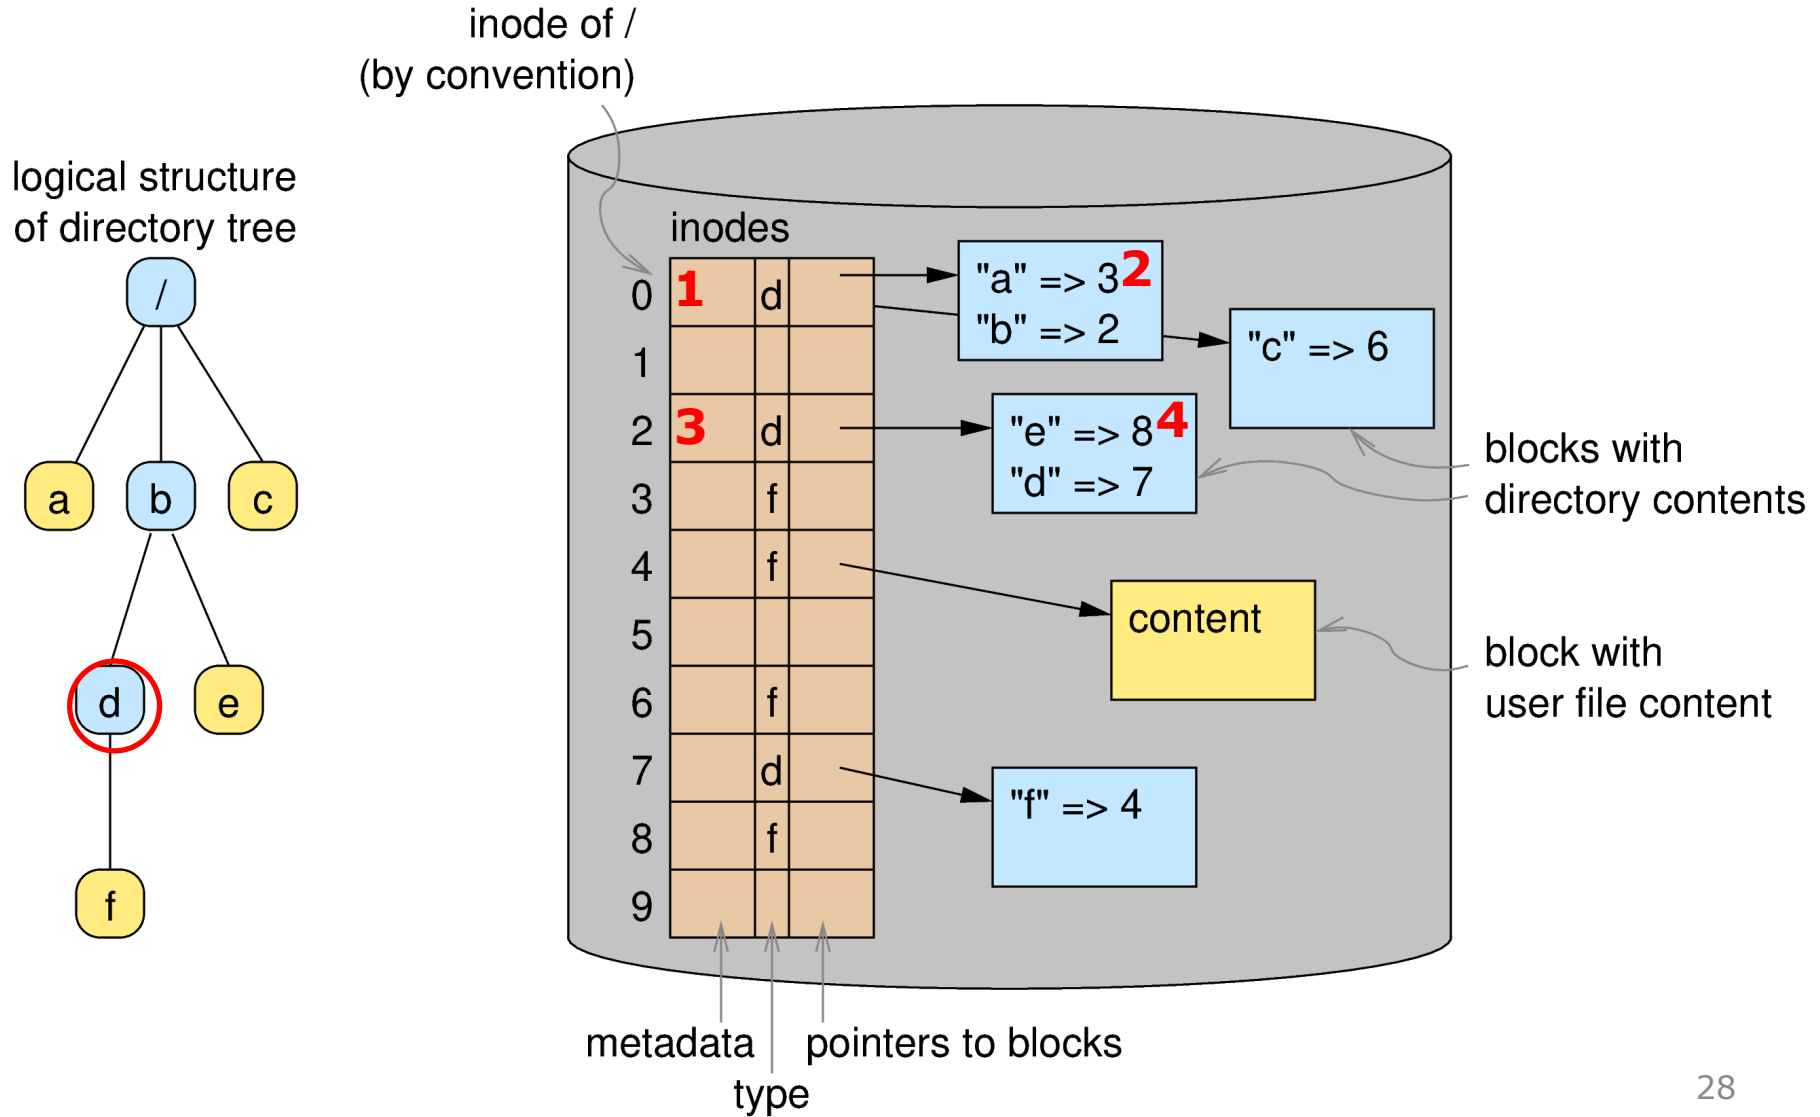 inode of /
(by convention)
logical structure
of directory tree
/
a
b
c
d
e
f
inodes
0 1 d
1
2 3 d
3 f
4 f
5
6 f
7 d
8 f
9
"a" => 3 2
"b" => 2
"c" => 6
"e" => 8 4
"d" => 7
content
"f" => 4
blocks with
directory contents
block with
user file content
metadata
type
pointers to blocks
28